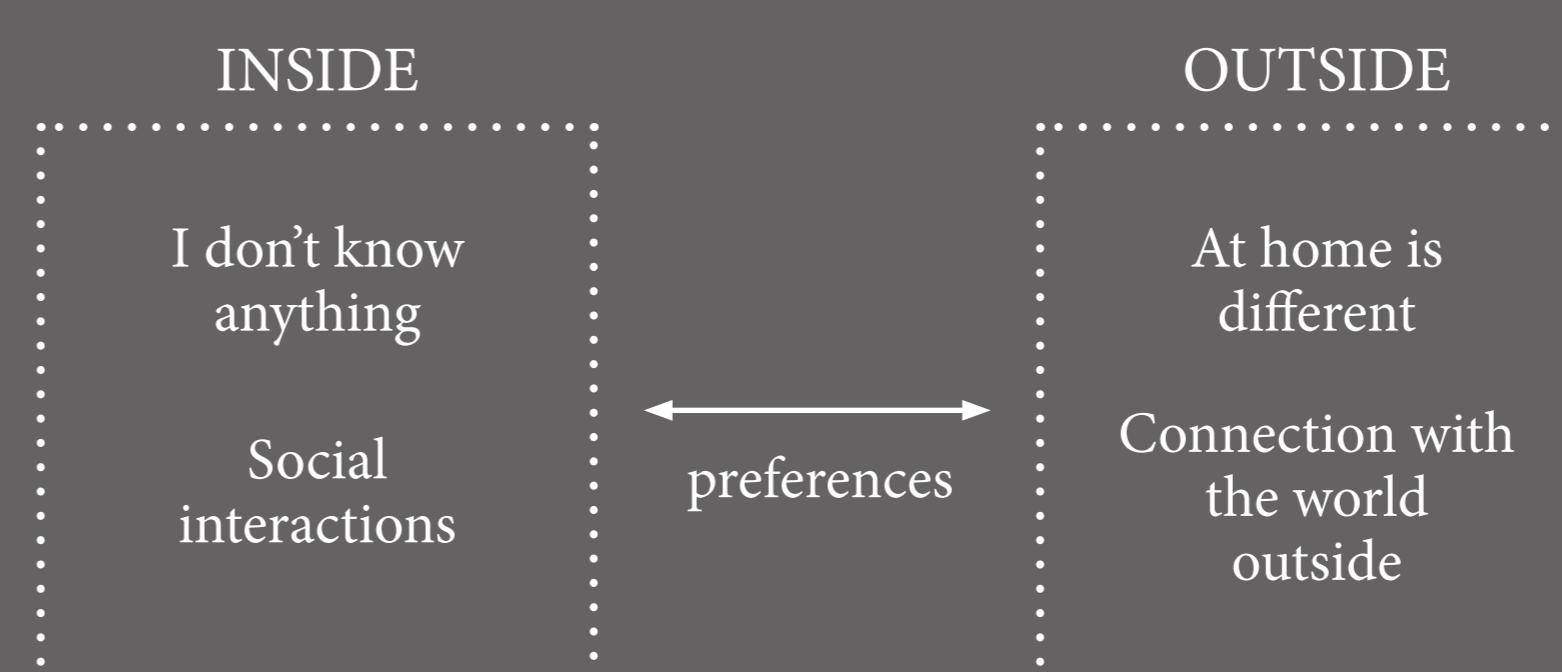 INSIDE
OUTSIDE
I don’t know
anything
Social
interactions
preferences
At home is
different
Connection with
the world
outside